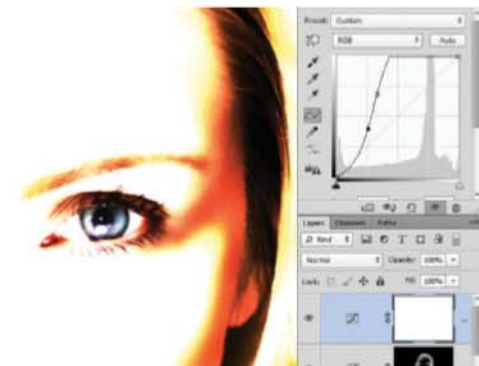 Preset: Custom
RGB Auto
Layers Channels Paths
Kind
Normal Opacity: 100%
Lock: Fill: 100%